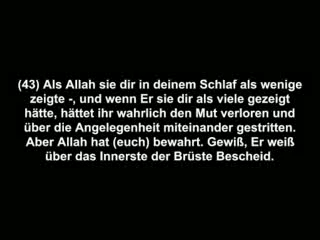 (43) Als Allah sie dir in deinem Schlaf als wenige
zeigte -, und wenn Er sie dir als viele gezeigt
hätte, hättet ihr wahrlich den Mut verloren und
über die Angelegenheit miteinander gestritten.
Aber Allah hat (euch) bewahrt. Gewiß, Er weiß
über das Innerste der Brüste Bescheid.